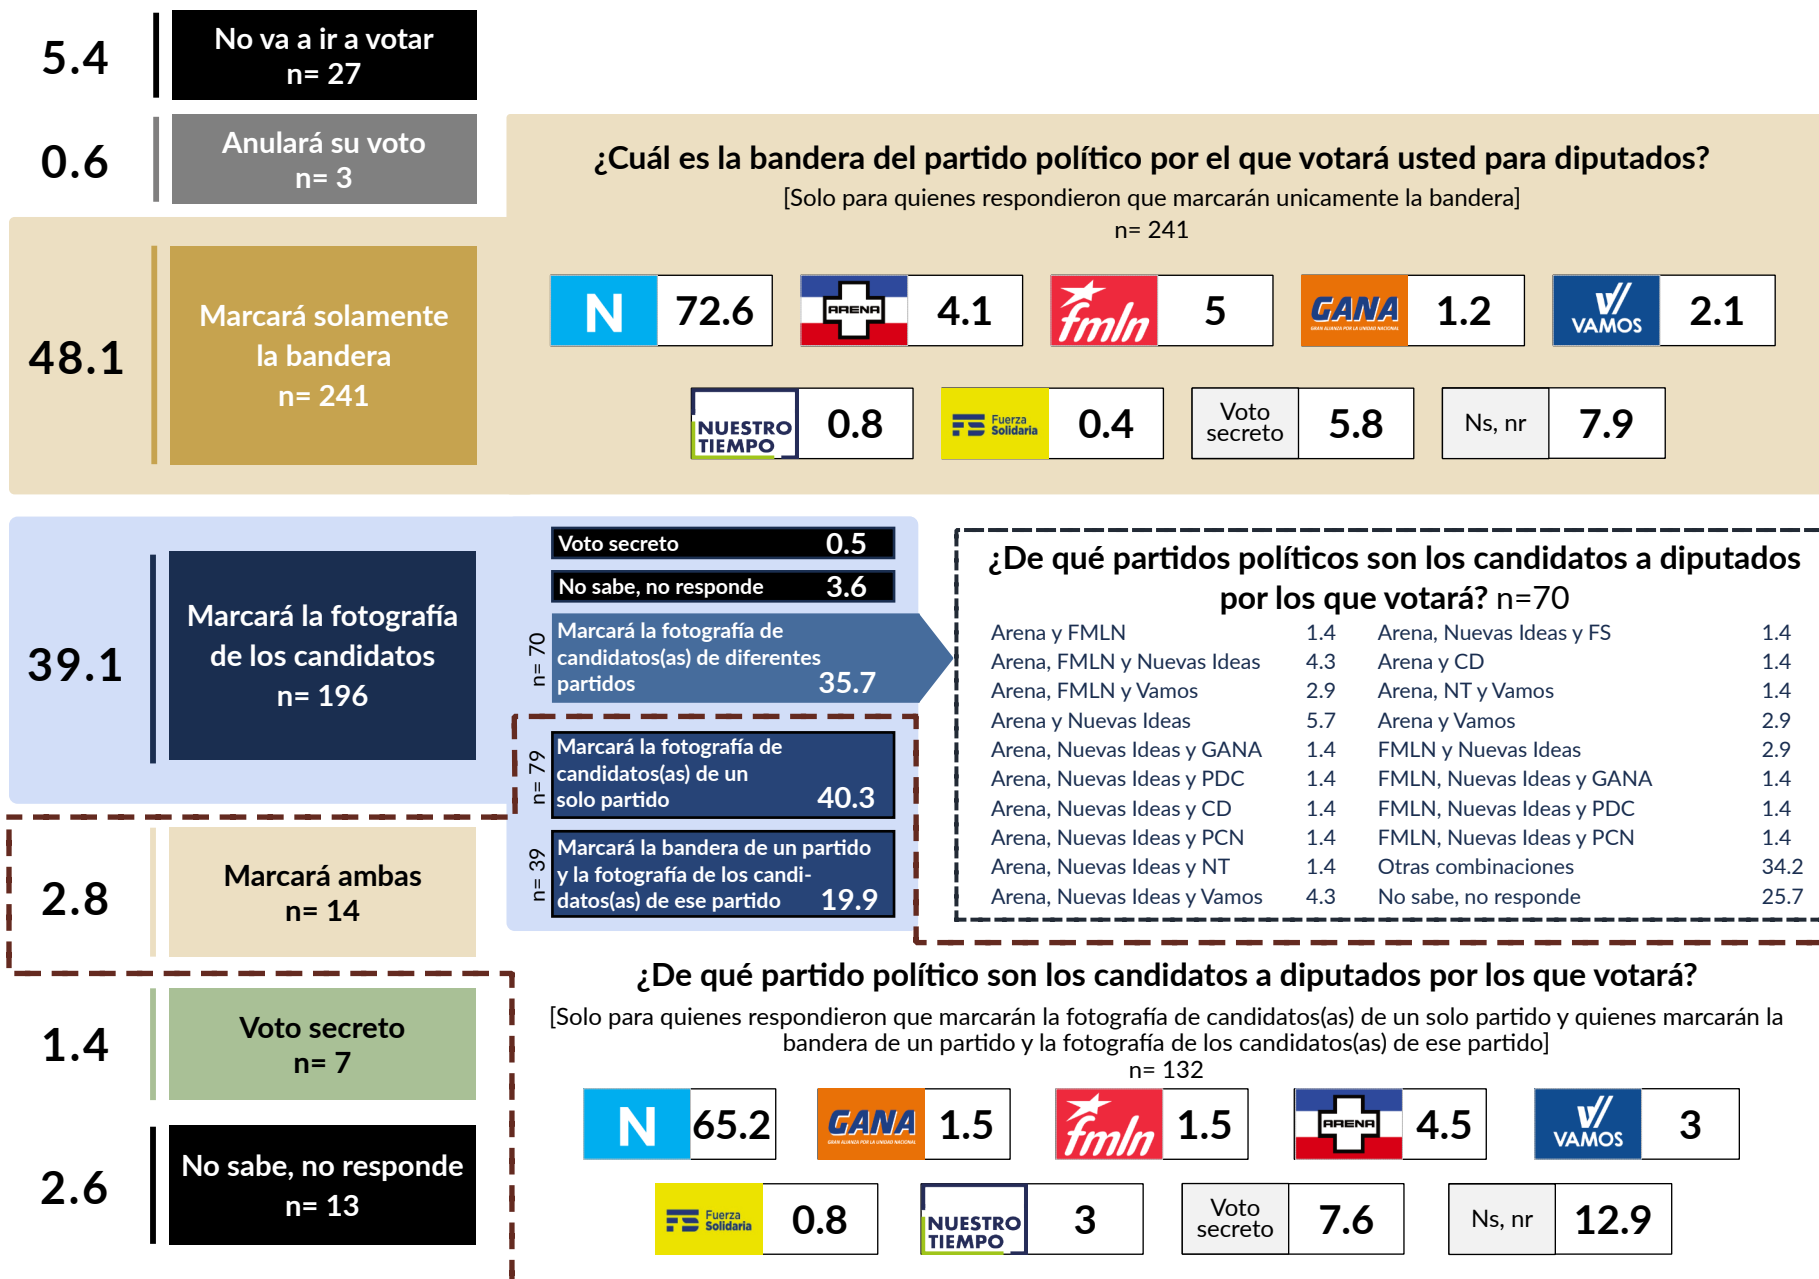 5.4
No va a ir a votar
n= 27
0.6
Anulará su voto
n= 3
48.1
Marcará solamente
la bandera
n= 241
¿Cuál es la bandera del partido político por el que votará usted para diputados?
[Solo para quienes respondieron que marcarán unicamente la bandera]
n= 241
N 72.6
ARENA 4.1
fmln 5
GANA 1.2
GRAN ALIANZA POR LA UNIDAD NACIONAL
VAMOS 2.1
NUESTRO
TIEMPO 0.8
Fuerza
Solidaria 0.4
Voto
secreto 5.8
Ns, nr 7.9
39.1
Marcará la fotografía
de los candidatos
n= 196
Voto secreto 0.5
No sabe, no responde 3.6
n= 70
Marcará la fotografía de
candidatos(as) de diferentes
partidos 35.7
n= 79
Marcará la fotografía de
candidatos(as) de un
solo partido 40.3
n= 39
Marcará la bandera de un partido
y la fotografía de los candi-
datos(as) de ese partido 19.9
¿De qué partidos políticos son los candidatos a diputados
por los que votará? n=70
Arena y FMLN 1.4
Arena, FMLN y Nuevas Ideas 4.3
Arena, FMLN y Vamos 2.9
Arena y Nuevas Ideas 5.7
Arena, Nuevas Ideas y GANA 1.4
Arena, Nuevas Ideas y PDC 1.4
Arena, Nuevas Ideas y CD 1.4
Arena, Nuevas Ideas y PCN 1.4
Arena, Nuevas Ideas y NT 1.4
Arena, Nuevas Ideas y Vamos 4.3
Arena, Nuevas Ideas y FS 1.4
Arena y CD 1.4
Arena, NT y Vamos 1.4
Arena y Vamos 2.9
FMLN y Nuevas Ideas 2.9
FMLN, Nuevas Ideas y GANA 1.4
FMLN, Nuevas Ideas y PDC 1.4
FMLN, Nuevas Ideas y PCN 1.4
Otras combinaciones 34.2
No sabe, no responde 25.7
2.8
Marcará ambas
n= 14
1.4
Voto secreto
n= 7
2.6
No sabe, no responde
n= 13
¿De qué partido político son los candidatos a diputados por los que votará?
[Solo para quienes respondieron que marcarán la fotografía de candidatos(as) de un solo partido y quienes marcarán la
bandera de un partido y la fotografía de los candidatos(as) de ese partido]
n= 132
N 65.2
GANA 1.5
GRAN ALIANZA POR LA UNIDAD NACIONAL
fmln 1.5
ARENA 4.5
VAMOS 3
Fuerza
Solidaria 0.8
NUESTRO
TIEMPO 3
Voto
secreto 7.6
Ns, nr 12.9